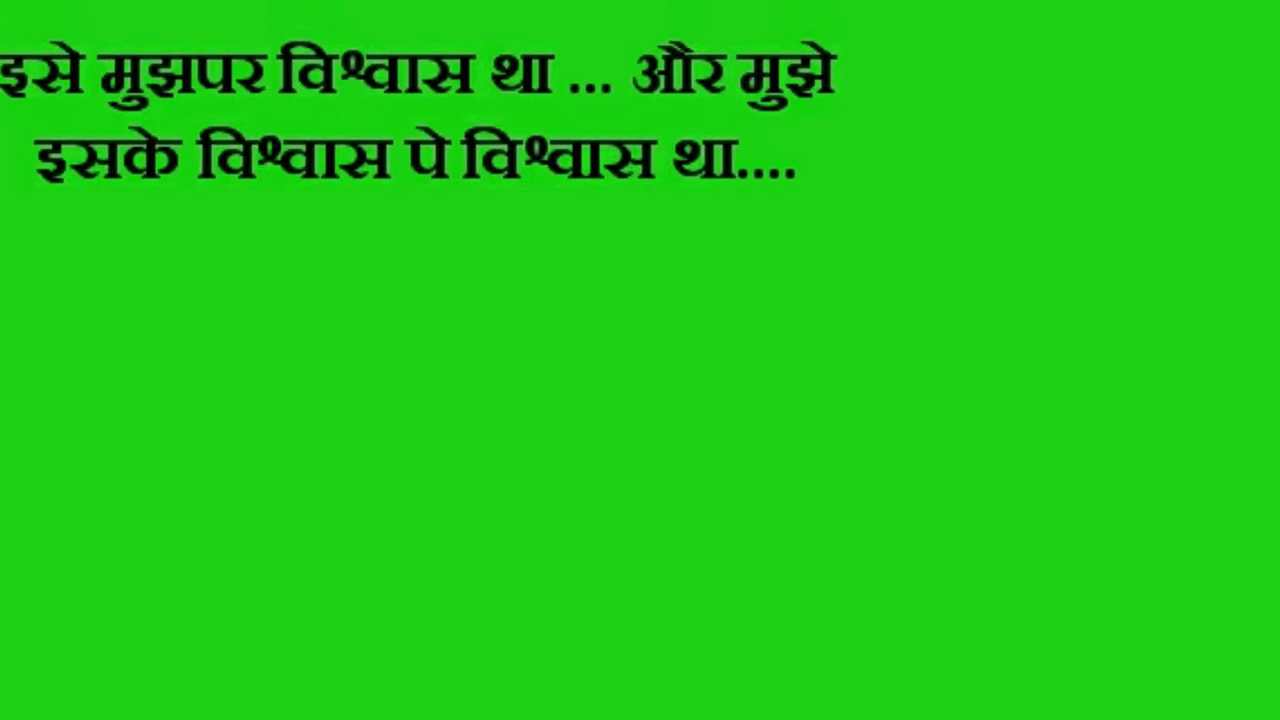 इसे मुझपर विश्वास था ... और मुझे
इसके विश्वास पे विश्वास था....